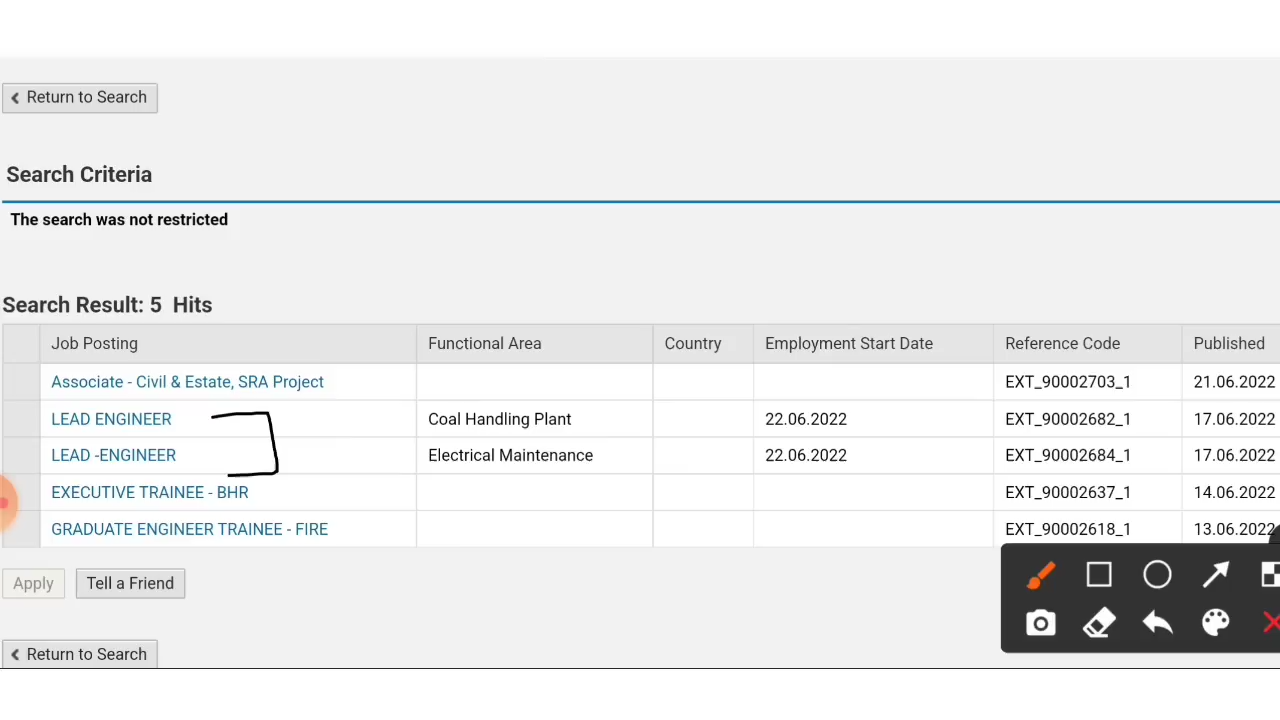 Return to Search
Search Criteria
The search was not restricted
Search Result: 5 Hits
Job Posting Functional Area Country Employment Start Date Reference Code Published
Associate - Civil & Estate, SRA Project EXT_90002703_1 21.06.2022
LEAD ENGINEER Coal Handling Plant 22.06.2022 EXT_90002682_1 17.06.2022
LEAD -ENGINEER Electrical Maintenance 22.06.2022 EXT_90002684_1 17.06.2022
EXECUTIVE TRAINEE - BHR EXT_90002637_1 14.06.2022
GRADUATE ENGINEER TRAINEE - FIRE EXT_90002618_1 13.06.2022
Apply Tell a Friend
Return to Search